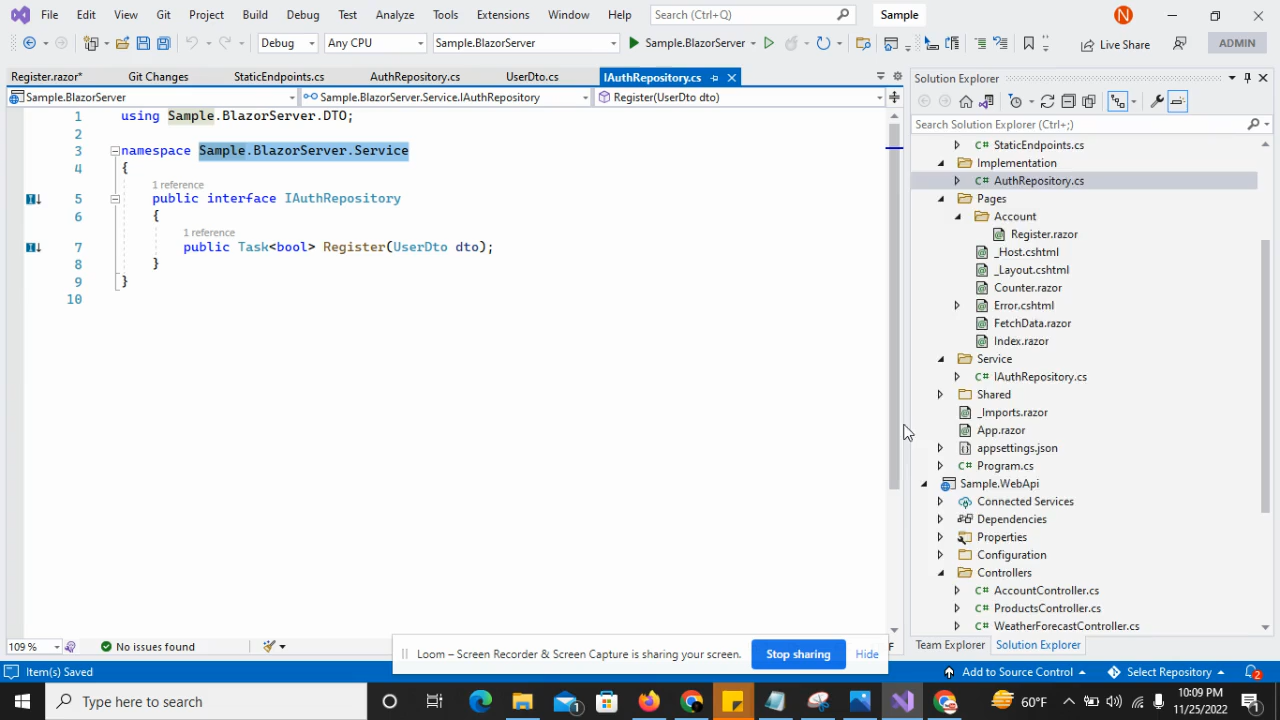 File Edit View Git Project Build Debug Test Analyze Tools Extensions Window Help Search (Ctrl+Q) Sample N
Debug Any CPU Sample.BlazorServer Sample.BlazorServer Live Share ADMIN
Register.razor* Git Changes StaticEndpoints.cs AuthRepository.cs UserDto.cs IAuthRepository.cs
Sample.BlazorServer Sample.BlazorServer.Service.IAuthRepository Register(UserDto dto)
1 using Sample.BlazorServer.DTO;
2
3 namespace Sample.BlazorServer.Service
4 {
1 reference
5 public interface IAuthRepository
6 {
1 reference
7 public Task<bool> Register(UserDto dto);
8 }
9 }
10
109 % No issues found
Solution Explorer
Search Solution Explorer (Ctrl+;)
StaticEndpoints.cs
Implementation
C# AuthRepository.cs
Pages
Account
Register.razor
_Host.cshtml
_Layout.cshtml
Counter.razor
Error.cshtml
FetchData.razor
Index.razor
Service
C# IAuthRepository.cs
Shared
_Imports.razor
App.razor
appsettings.json
C# Program.cs
Sample.WebApi
Connected Services
Dependencies
Properties
Configuration
Controllers
C# AccountController.cs
C# ProductsController.cs
C# WeatherForecastController.cs
Team Explorer Solution Explorer
Loom – Screen Recorder & Screen Capture is sharing your screen. Stop sharing Hide
Item(s) Saved Add to Source Control Select Repository 2
Type here to search 1 60°F 10:09 PM
11/25/2022 1